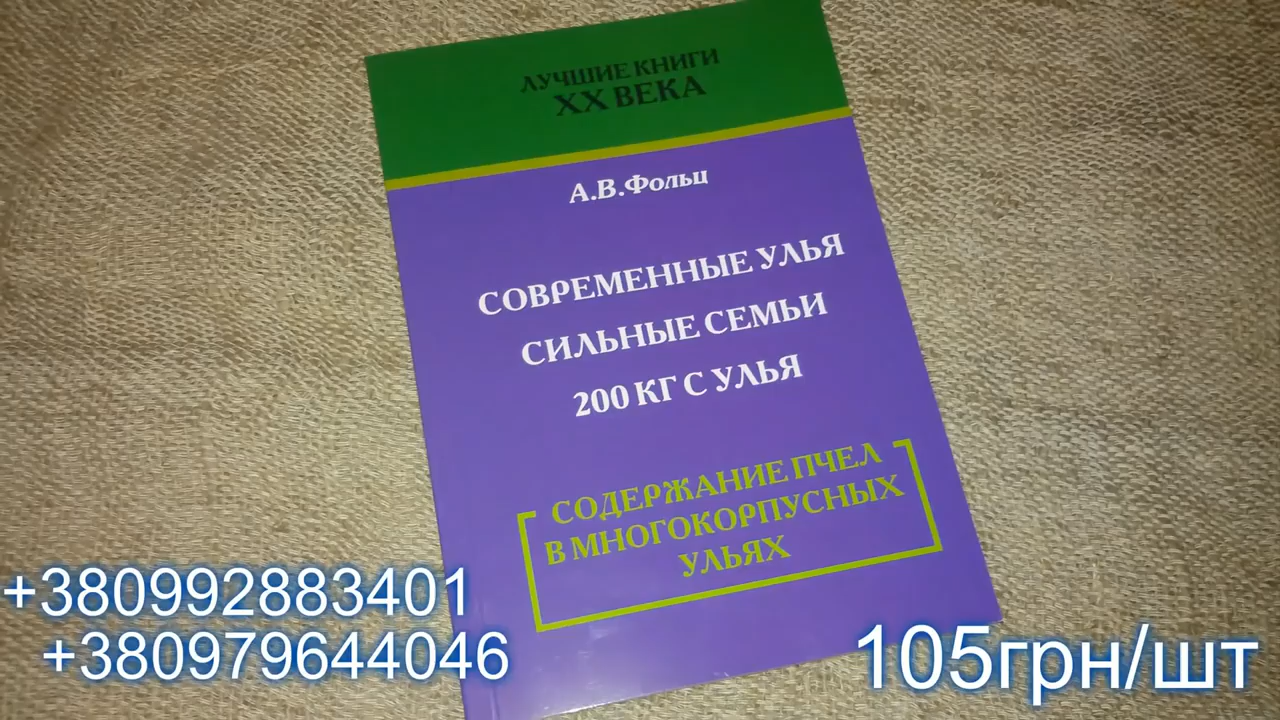 ЛУЧШИЕ КНИГИ
XX ВЕКА
А.В.Фольц
СОВРЕМЕННЫЕ УЛЬЯ
СИЛЬНЫЕ СЕМЬИ
200 КГ С УЛЬЯ
СОДЕРЖАНИЕ ПЧЕЛ
В МНОГОКОРПУСНЫХ
УЛЬЯХ
+380992883401
+380979644046
105грн/шт